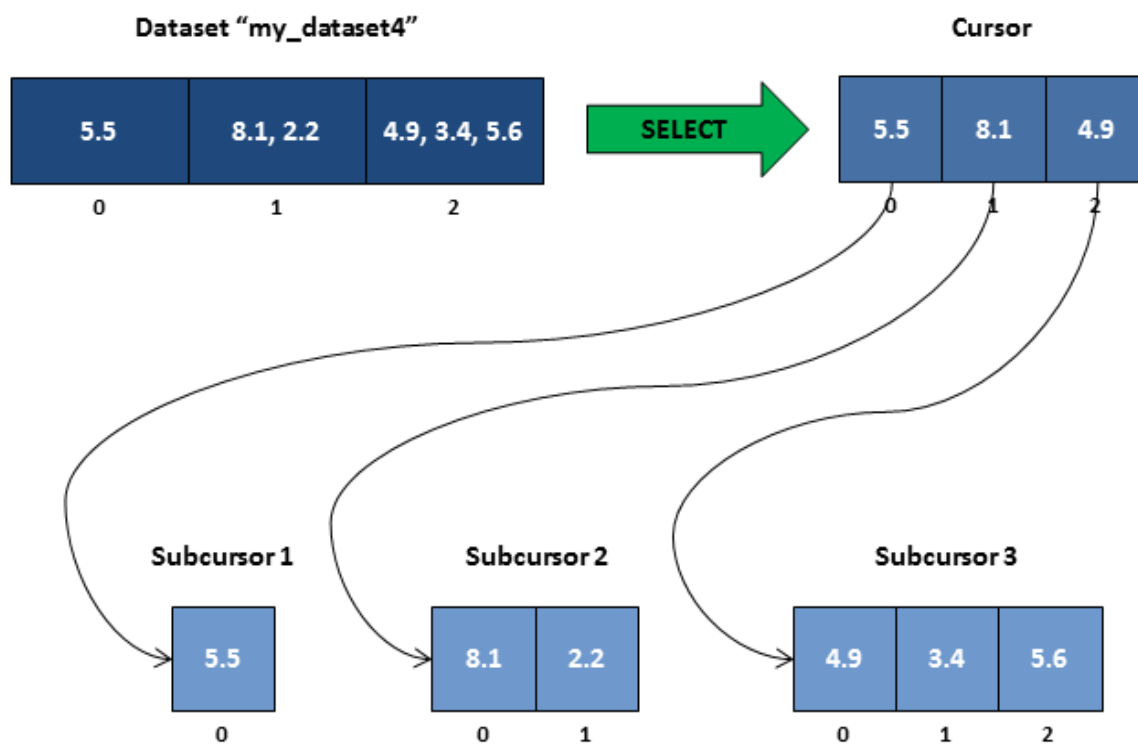 Dataset “my_dataset4” Cursor
5.5 8.1, 2.2 4.9, 3.4, 5.6 SELECT 5.5 8.1 4.9
0 1 2 0 1 2
Subcursor 1 Subcursor 2 Subcursor 3
5.5 8.1 2.2 4.9 3.4 5.6
0 0 1 0 1 2